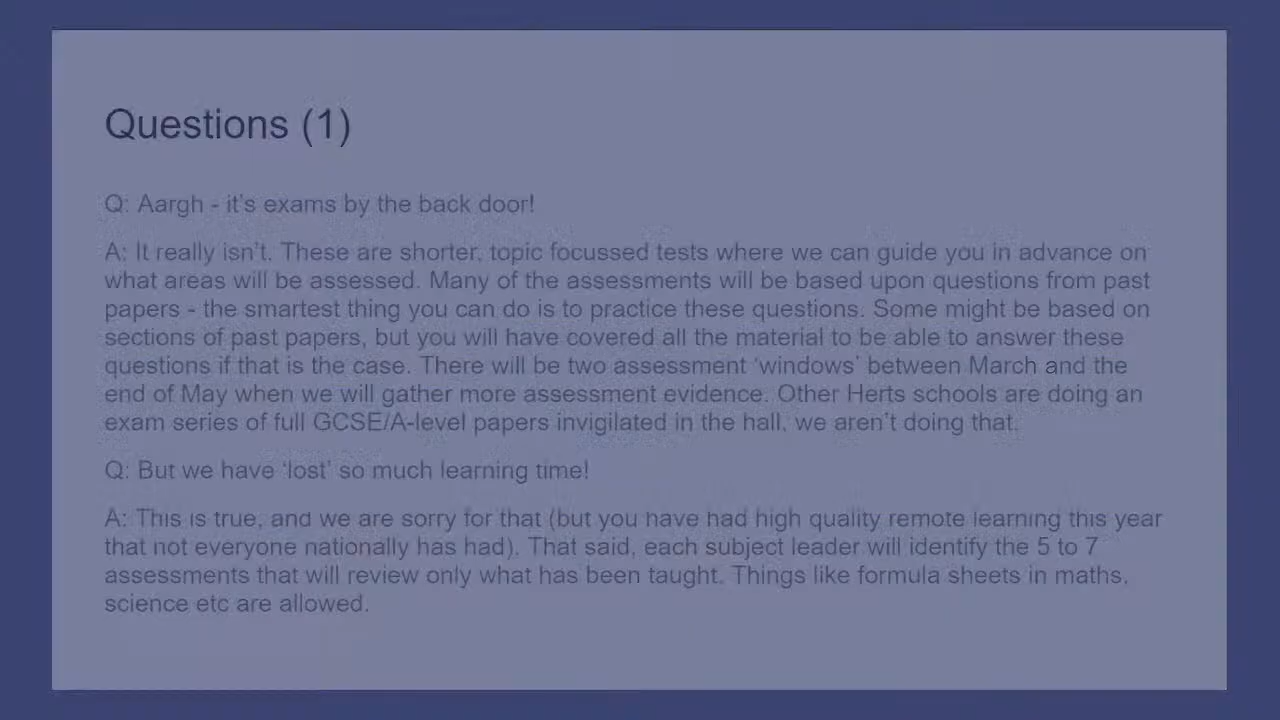 Questions (1)
Q: Aargh - it's exams by the back door!
A: It really isn't. These are shorter, topic focussed tests where we can guide you in advance on
what areas will be assessed. Many of the assessments will be based upon questions from past
papers - the smartest thing you can do is to practice these questions. Some might be based on
sections of past papers, but you will have covered all the material to be able to answer these
questions if that is the case. There will be two assessment ‘windows’ between March and the
end of May when we will gather more assessment evidence. Other Herts schools are doing an
exam series of full GCSE/A-level papers invigilated in the hall, we aren’t doing that.
Q: But we have ‘lost’ so much learning time!
A: This is true, and we are sorry for that (but you have had high quality remote learning this year
that not everyone nationally has had). That said, each subject leader will identify the 5 to 7
assessments that will review only what has been taught. Things like formula sheets in maths,
science etc are allowed.